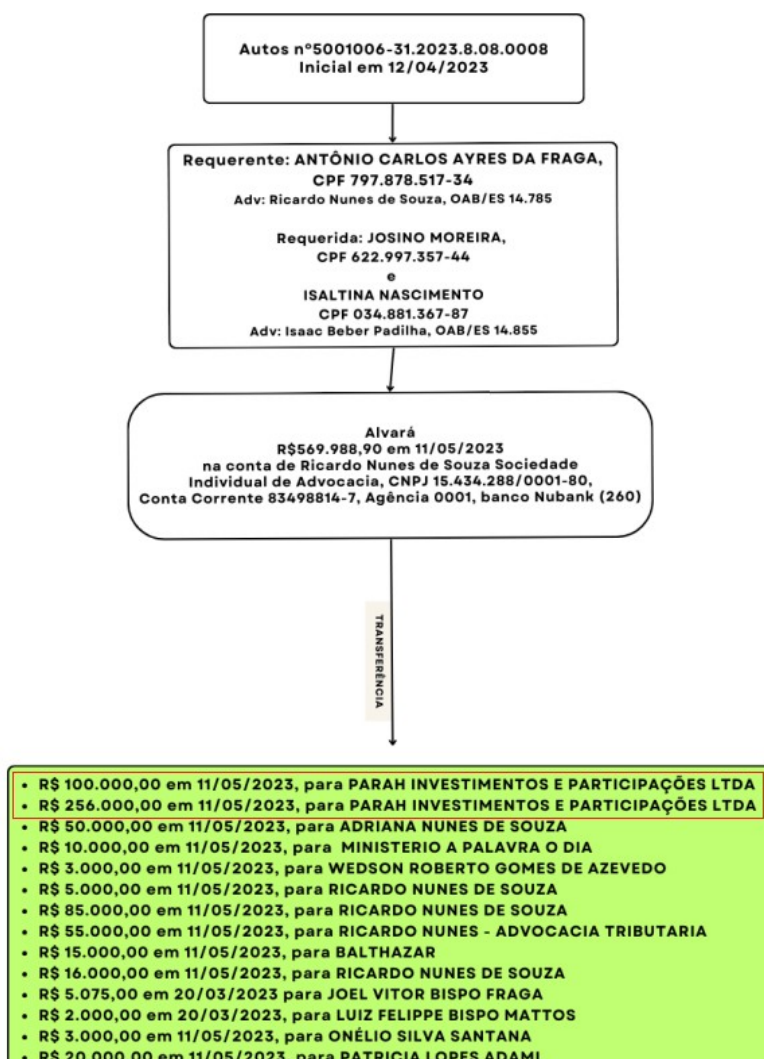 Autos nº5001006-31.2023.8.08.0008
Inicial em 12/04/2023
Requerente: ANTÔNIO CARLOS AYRES DA FRAGA,
CPF 797.878.517-34
Adv: Ricardo Nunes de Souza, OAB/ES 14.785
Requerida: JOSINO MOREIRA,
CPF 622.997.357-44
e
ISALTINA NASCIMENTO
CPF 034.881.367-87
Adv: Isaac Beber Padilha, OAB/ES 14.855
Alvará
R$569.988,90 em 11/05/2023
na conta de Ricardo Nunes de Souza Sociedade
Individual de Advocacia, CNPJ 15.434.288/0001-80,
Conta Corrente 83498814-7, Agência 0001, banco Nubank (260)
TRANSFERÊNCIA
• R$ 100.000,00 em 11/05/2023, para PARAH INVESTIMENTOS E PARTICIPAÇÕES LTDA
• R$ 256.000,00 em 11/05/2023, para PARAH INVESTIMENTOS E PARTICIPAÇÕES LTDA
• R$ 50.000,00 em 11/05/2023, para ADRIANA NUNES DE SOUZA
• R$ 10.000,00 em 11/05/2023, para MINISTERIO A PALAVRA O DIA
• R$ 3.000,00 em 11/05/2023, para WEDSON ROBERTO GOMES DE AZEVEDO
• R$ 5.000,00 em 11/05/2023, para RICARDO NUNES DE SOUZA
• R$ 85.000,00 em 11/05/2023, para RICARDO NUNES DE SOUZA
• R$ 55.000,00 em 11/05/2023, para RICARDO NUNES - ADVOCACIA TRIBUTARIA
• R$ 15.000,00 em 11/05/2023, para BALTHAZAR
• R$ 16.000,00 em 11/05/2023, para RICARDO NUNES DE SOUZA
• R$ 5.075,00 em 20/03/2023 para JOEL VITOR BISPO FRAGA
• R$ 2.000,00 em 20/03/2023, para LUIZ FELIPPE BISPO MATTOS
• R$ 3.000,00 em 11/05/2023, para ONÉLIO SILVA SANTANA
• R$ 20.000,00 em 11/05/2023, para PATRICIA LOPES ADAMI